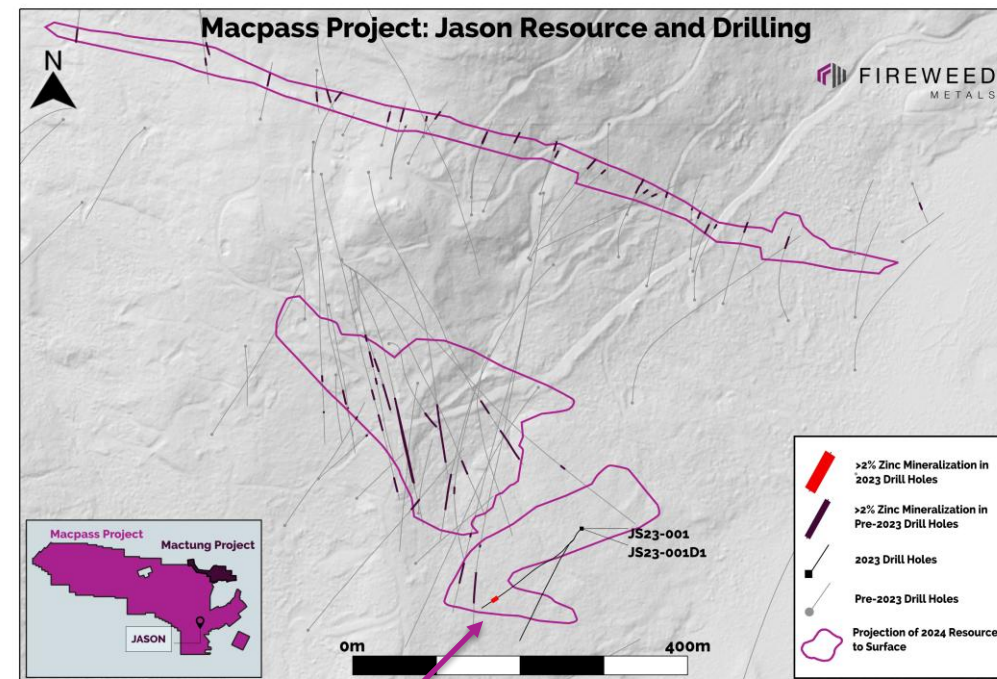 Macpass Project: Jason Resource and Drilling
N
FIREWEED
METALS
JS23-001
JS23-001D1
>2% Zinc Mineralization in
2023 Drill Holes
>2% Zinc Mineralization in
Pre-2023 Drill Holes
2023 Drill Holes
Pre-2023 Drill Holes
Projection of 2024 Resource
to Surface
Macpass Project
Mactung Project
JASON
0m
400m